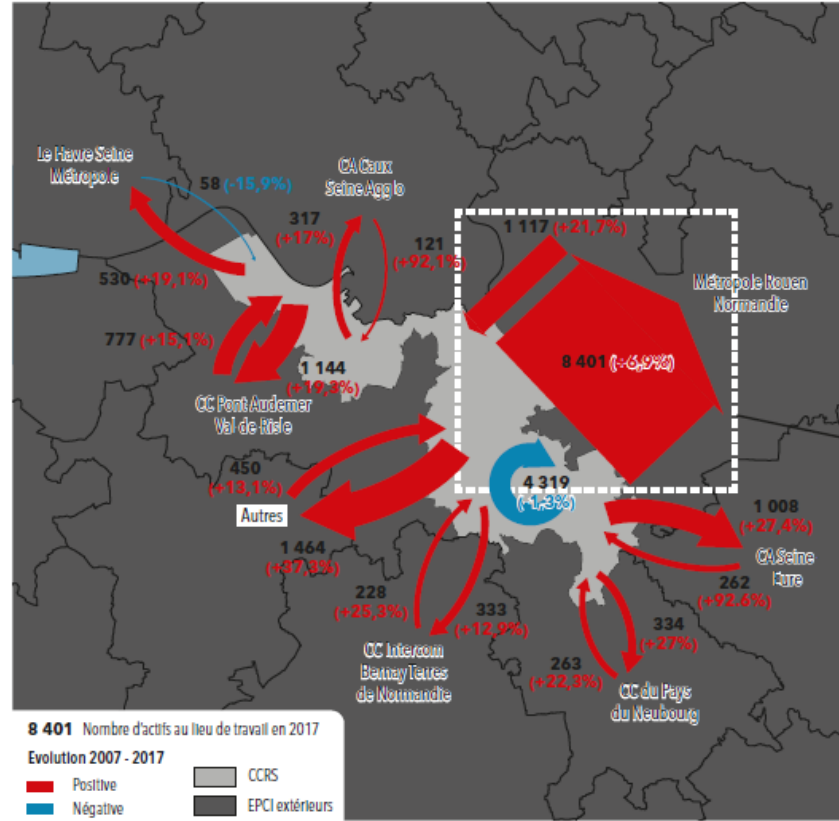 Le Havre Seine
Métropole
58 (-15,9%)
CA Caux
Seine Agglo
317
(+17%)
121
(+92,1%)
1 117 (+21,7%)
Métropole Rouen
Normandie
530 (+19,1%)
777 (+15,1%)
1 144
(+19,3%)
8 401 (+6,9%)
CC Pont Audemer
Val de Risle
450
(+13,1%)
Autres
1 464
(+37,3%)
4 319
(-1,3%)
1 008
(+27,4%)
CA Seine
Eure
262
(+92.6%)
228
(+25,3%)
333
(+12,9%)
334
(+27%)
263
(+22,3%)
CC Intercom
Bernay Terres
de Normandie
CC du Pays
du Neubourg
8 401 Nombre d'actifs au lieu de travail en 2017
Evolution 2007 - 2017
Positive
Négative
CCRS
EPCI extérieurs